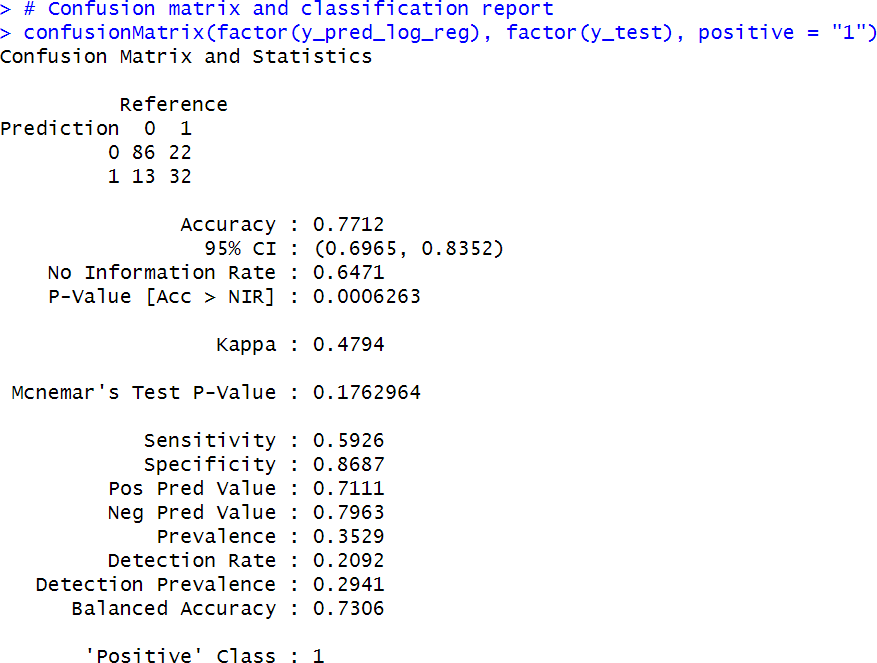 > # Confusion matrix and classification report
> confusionMatrix(factor(y_pred_log_reg), factor(y_test), positive = "1")
Confusion Matrix and Statistics

          Reference
Prediction  0  1
         0 86 22
         1 13 32

               Accuracy : 0.7712
                 95% CI : (0.6965, 0.8352)
    No Information Rate : 0.6471
    P-Value [Acc > NIR] : 0.0006263

                  Kappa : 0.4794

 Mcnemar's Test P-Value : 0.1762964

            Sensitivity : 0.5926
            Specificity : 0.8687
         Pos Pred Value : 0.7111
         Neg Pred Value : 0.7963
             Prevalence : 0.3529
         Detection Rate : 0.2092
   Detection Prevalence : 0.2941
      Balanced Accuracy : 0.7306

       'Positive' Class : 1